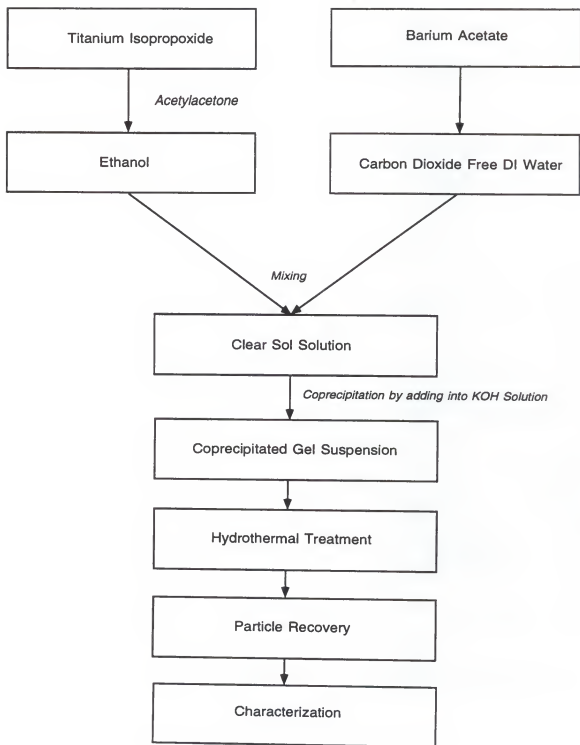 Titanium Isopropoxide
Barium Acetate
Acetylacetone
Ethanol
Carbon Dioxide Free DI Water
Mixing
Clear Sol Solution
Coprecipitation by adding into KOH Solution
Coprecipitated Gel Suspension
Hydrothermal Treatment
Particle Recovery
Characterization